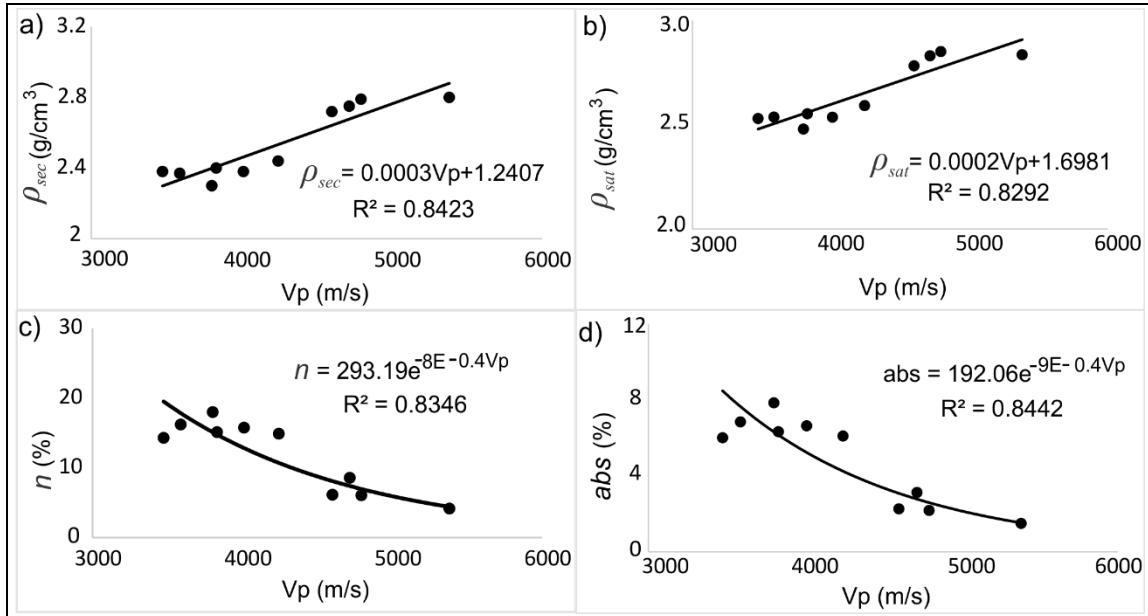 a)
3.2
2.8
2.4
2
ρsec (g/cm³)
ρsec= 0.0003Vp+1.2407
R² = 0.8423
3000 4000 5000 6000
Vp (m/s)
b)
3.0
2.5
2.0
ρsat (g/cm³)
ρsat= 0.0002Vp+1.6981
R² = 0.8292
3000 4000 5000 6000
Vp (m/s)
c)
30
20
10
0
n (%)
n = 293.19e-8E-0.4Vp
R² = 0.8346
3000 4000 5000 6000
Vp (m/s)
d)
12
8
4
0
abs (%)
abs = 192.06e-9E-0.4Vp
R² = 0.8442
3000 4000 5000 6000
Vp (m/s)